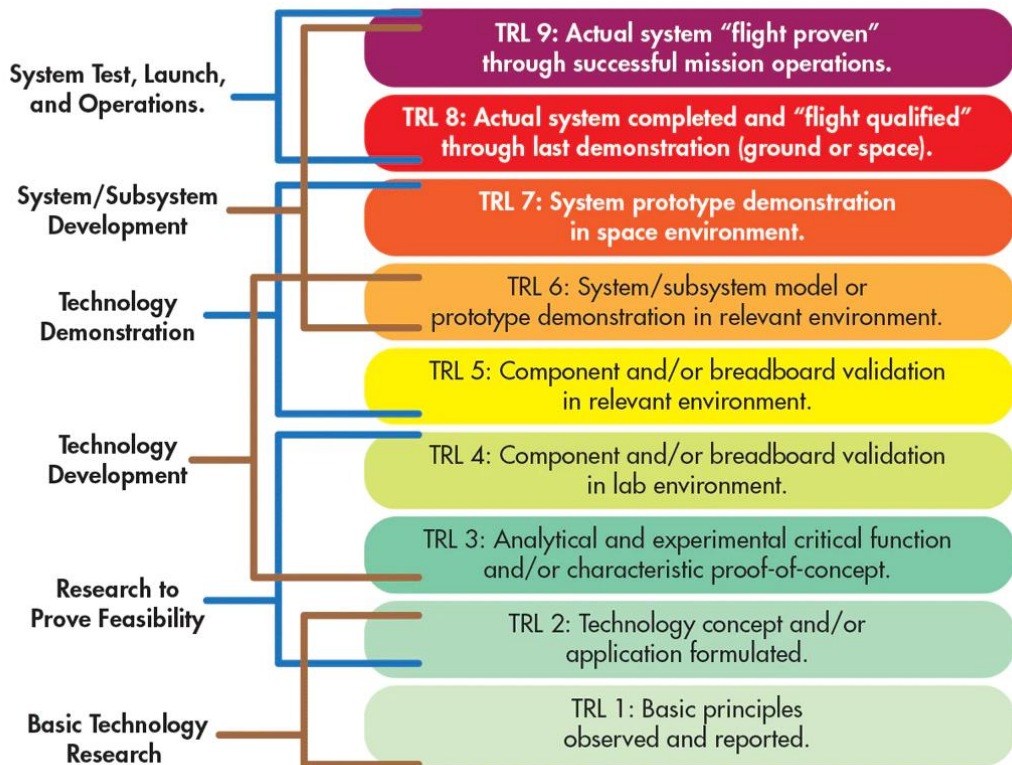 System Test, Launch,
and Operations.
System/Subsystem
Development
Technology
Demonstration
Technology
Development
Research to
Prove Feasibility
Basic Technology
Research
TRL 9: Actual system “flight proven”
through successful mission operations.
TRL 8: Actual system completed and “flight qualified”
through last demonstration (ground or space).
TRL 7: System prototype demonstration
in space environment.
TRL 6: System/subsystem model or
prototype demonstration in relevant environment.
TRL 5: Component and/or breadboard validation
in relevant environment.
TRL 4: Component and/or breadboard validation
in lab environment.
TRL 3: Analytical and experimental critical function
and/or characteristic proof-of-concept.
TRL 2: Technology concept and/or
application formulated.
TRL 1: Basic principles
observed and reported.